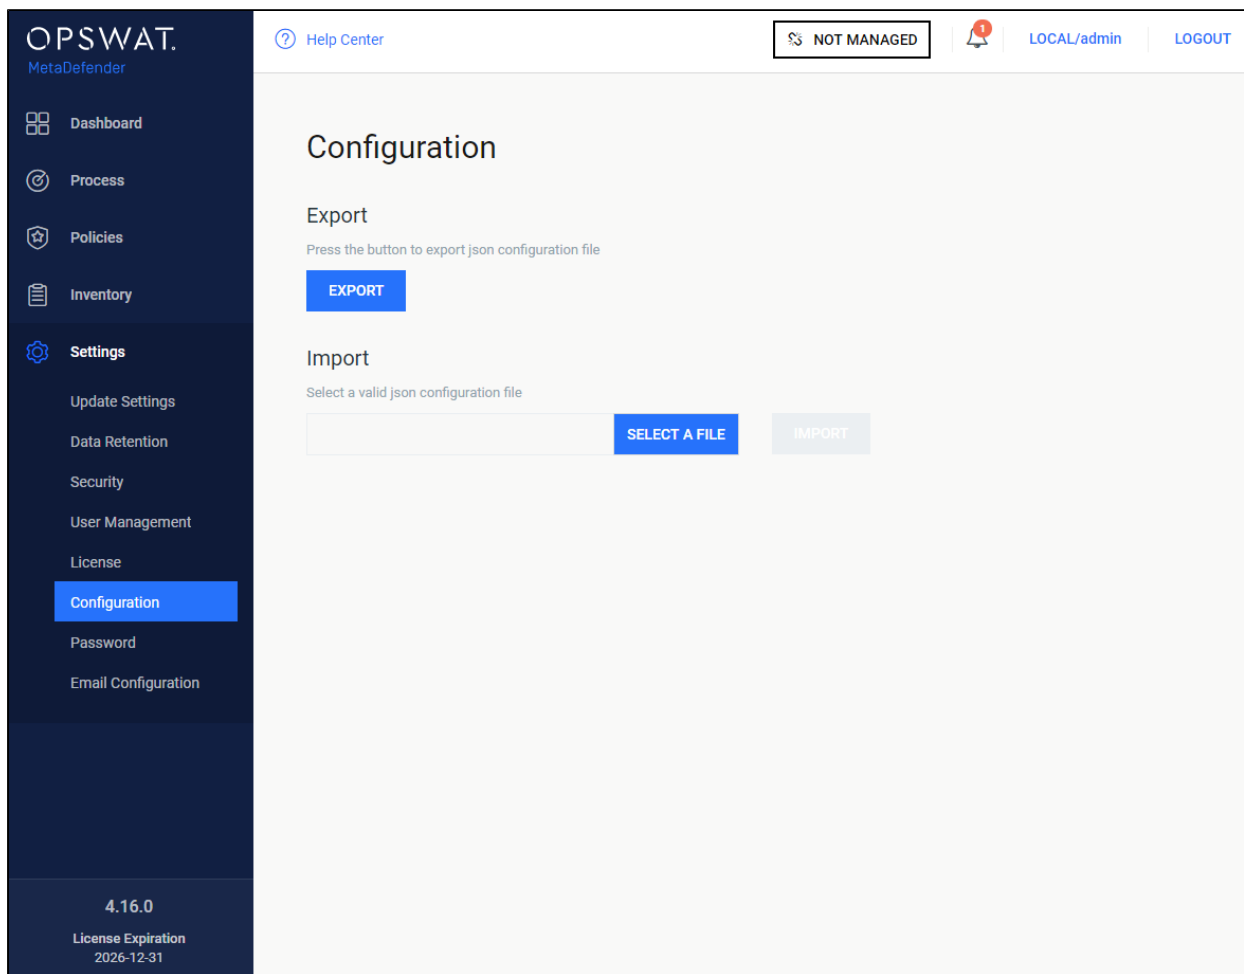 OPSWAT.
MetaDefender
Help Center
NOT MANAGED
1
LOCAL/admin
LOGOUT
Dashboard
Process
Policies
Inventory
Settings
Update Settings
Data Retention
Security
User Management
License
Configuration
Password
Email Configuration
4.16.0
License Expiration
2026-12-31
Configuration
Export
Press the button to export json configuration file
EXPORT
Import
Select a valid json configuration file
SELECT A FILE
IMPORT